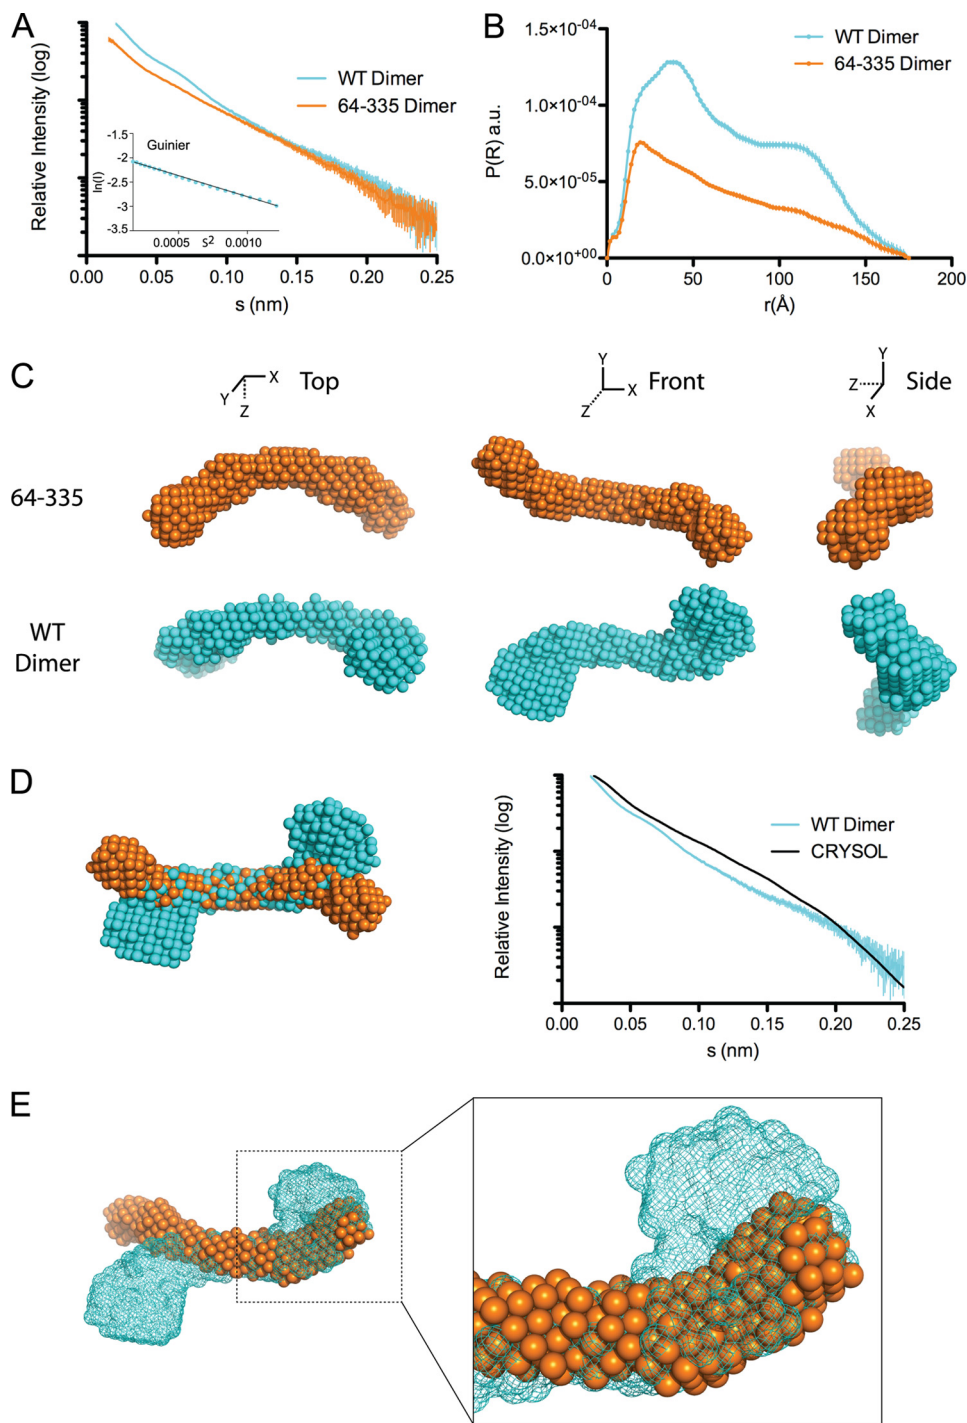 A
Relative Intensity (log)
WT Dimer
64-335 Dimer
Guinier
ln(I)
-1.5
-2
-2.5
-3
-3.5
0.0005
s²
0.0010
0.00
0.05
0.10
0.15
0.20
0.25
s (nm)
B
P(R) a.u.
1.5×10⁻⁰⁴
1.0×10⁻⁰⁴
5.0×10⁻⁰⁵
0.0×10⁺⁰⁰
WT Dimer
64-335 Dimer
0
50
100
150
200
r(Å)
C
X
Y
Z
Top
Y
X
Z
Front
Y
Z
X
Side
64-335
WT
Dimer
D
Relative Intensity (log)
WT Dimer
CRYSOL
0.00
0.05
0.10
0.15
0.20
0.25
s (nm)
E